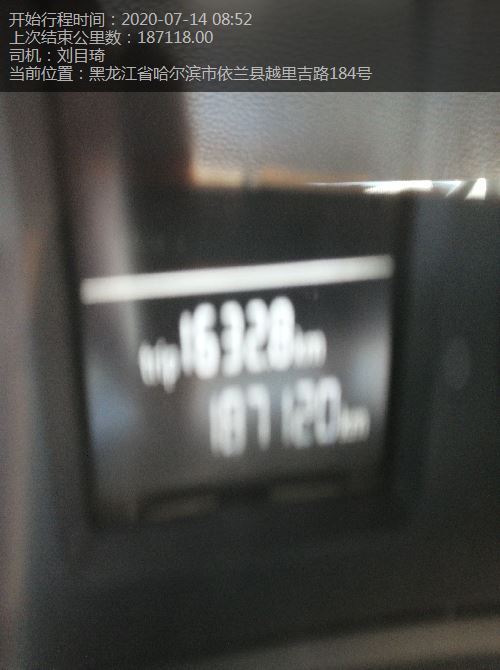 开始行程时间：2020-07-14 08:52
上次结束公里数：187118.00
司机：刘目琦
当前位置：黑龙江省哈尔滨市依兰县越里吉路184号
trip 1632.8 km
187120 km